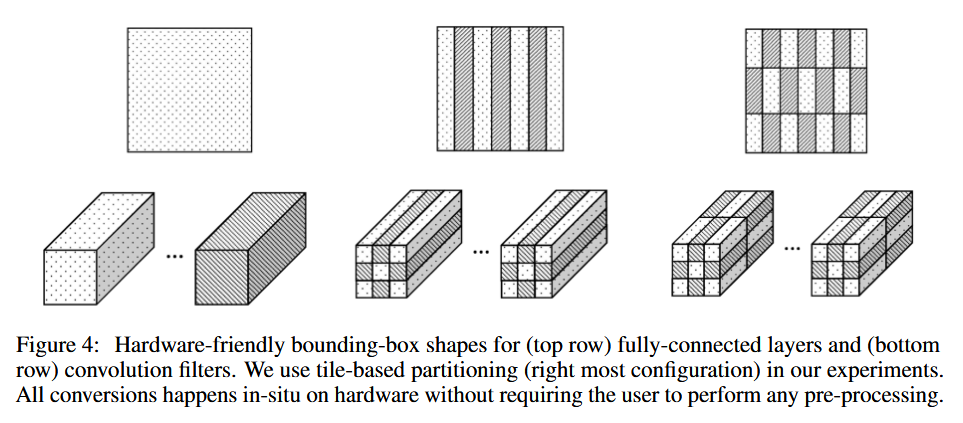 ...
...
...
Figure 4: Hardware-friendly bounding-box shapes for (top row) fully-connected layers and (bottom
row) convolution filters. We use tile-based partitioning (right most configuration) in our experiments.
All conversions happens in-situ on hardware without requiring the user to perform any pre-processing.